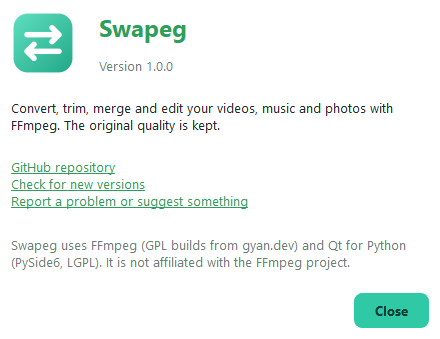 Swapeg
Version 1.0.0
Convert, trim, merge and edit your videos, music and photos with
FFmpeg. The original quality is kept.
GitHub repository
Check for new versions
Report a problem or suggest something
Swapeg uses FFmpeg (GPL builds from gyan.dev) and Qt for Python
(PySide6, LGPL). It is not affiliated with the FFmpeg project.
Close